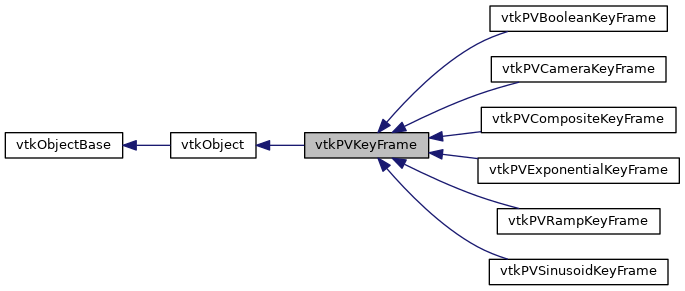 vtkPVBooleanKeyFrame
vtkPVCameraKeyFrame
vtkPVCompositeKeyFrame
vtkObjectBase
vtkObject
vtkPVKeyFrame
vtkPVExponentialKeyFrame
vtkPVRampKeyFrame
vtkPVSinusoidKeyFrame